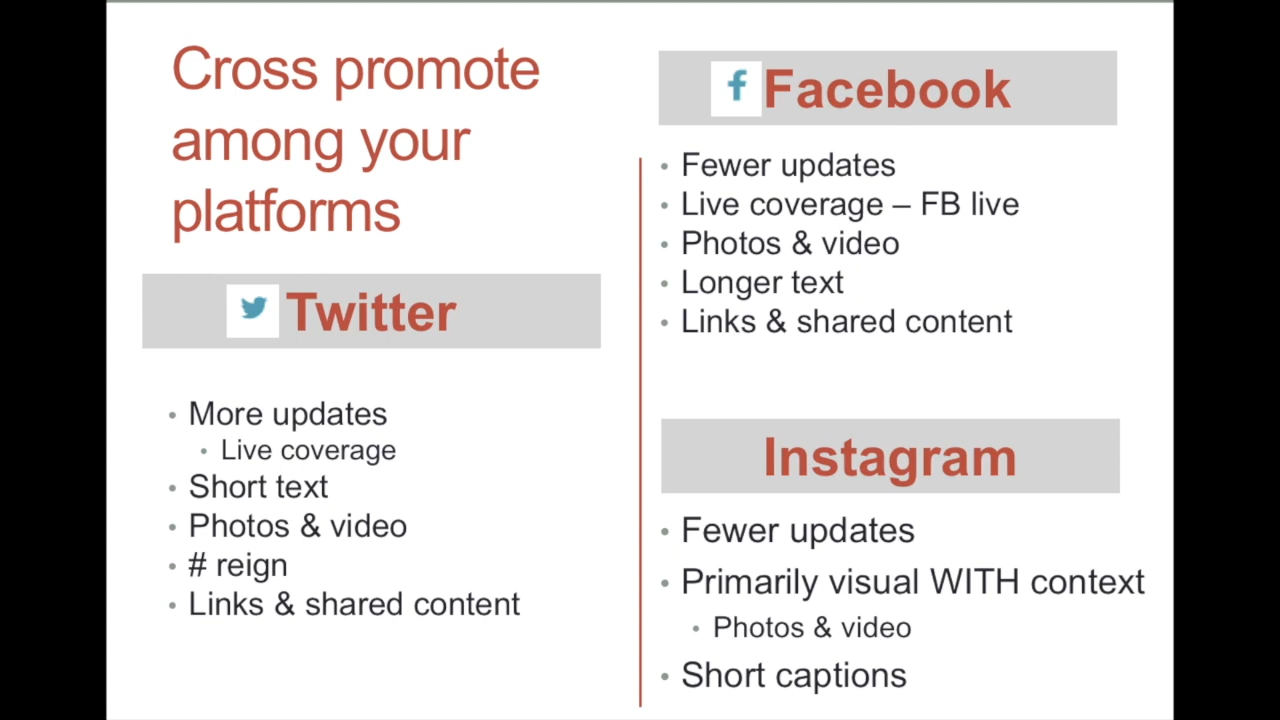 Cross promote
among your
platforms
Twitter
• More updates
• Live coverage
• Short text
• Photos & video
• # reign
• Links & shared content
Facebook
• Fewer updates
• Live coverage – FB live
• Photos & video
• Longer text
• Links & shared content
Instagram
• Fewer updates
• Primarily visual WITH context
• Photos & video
• Short captions